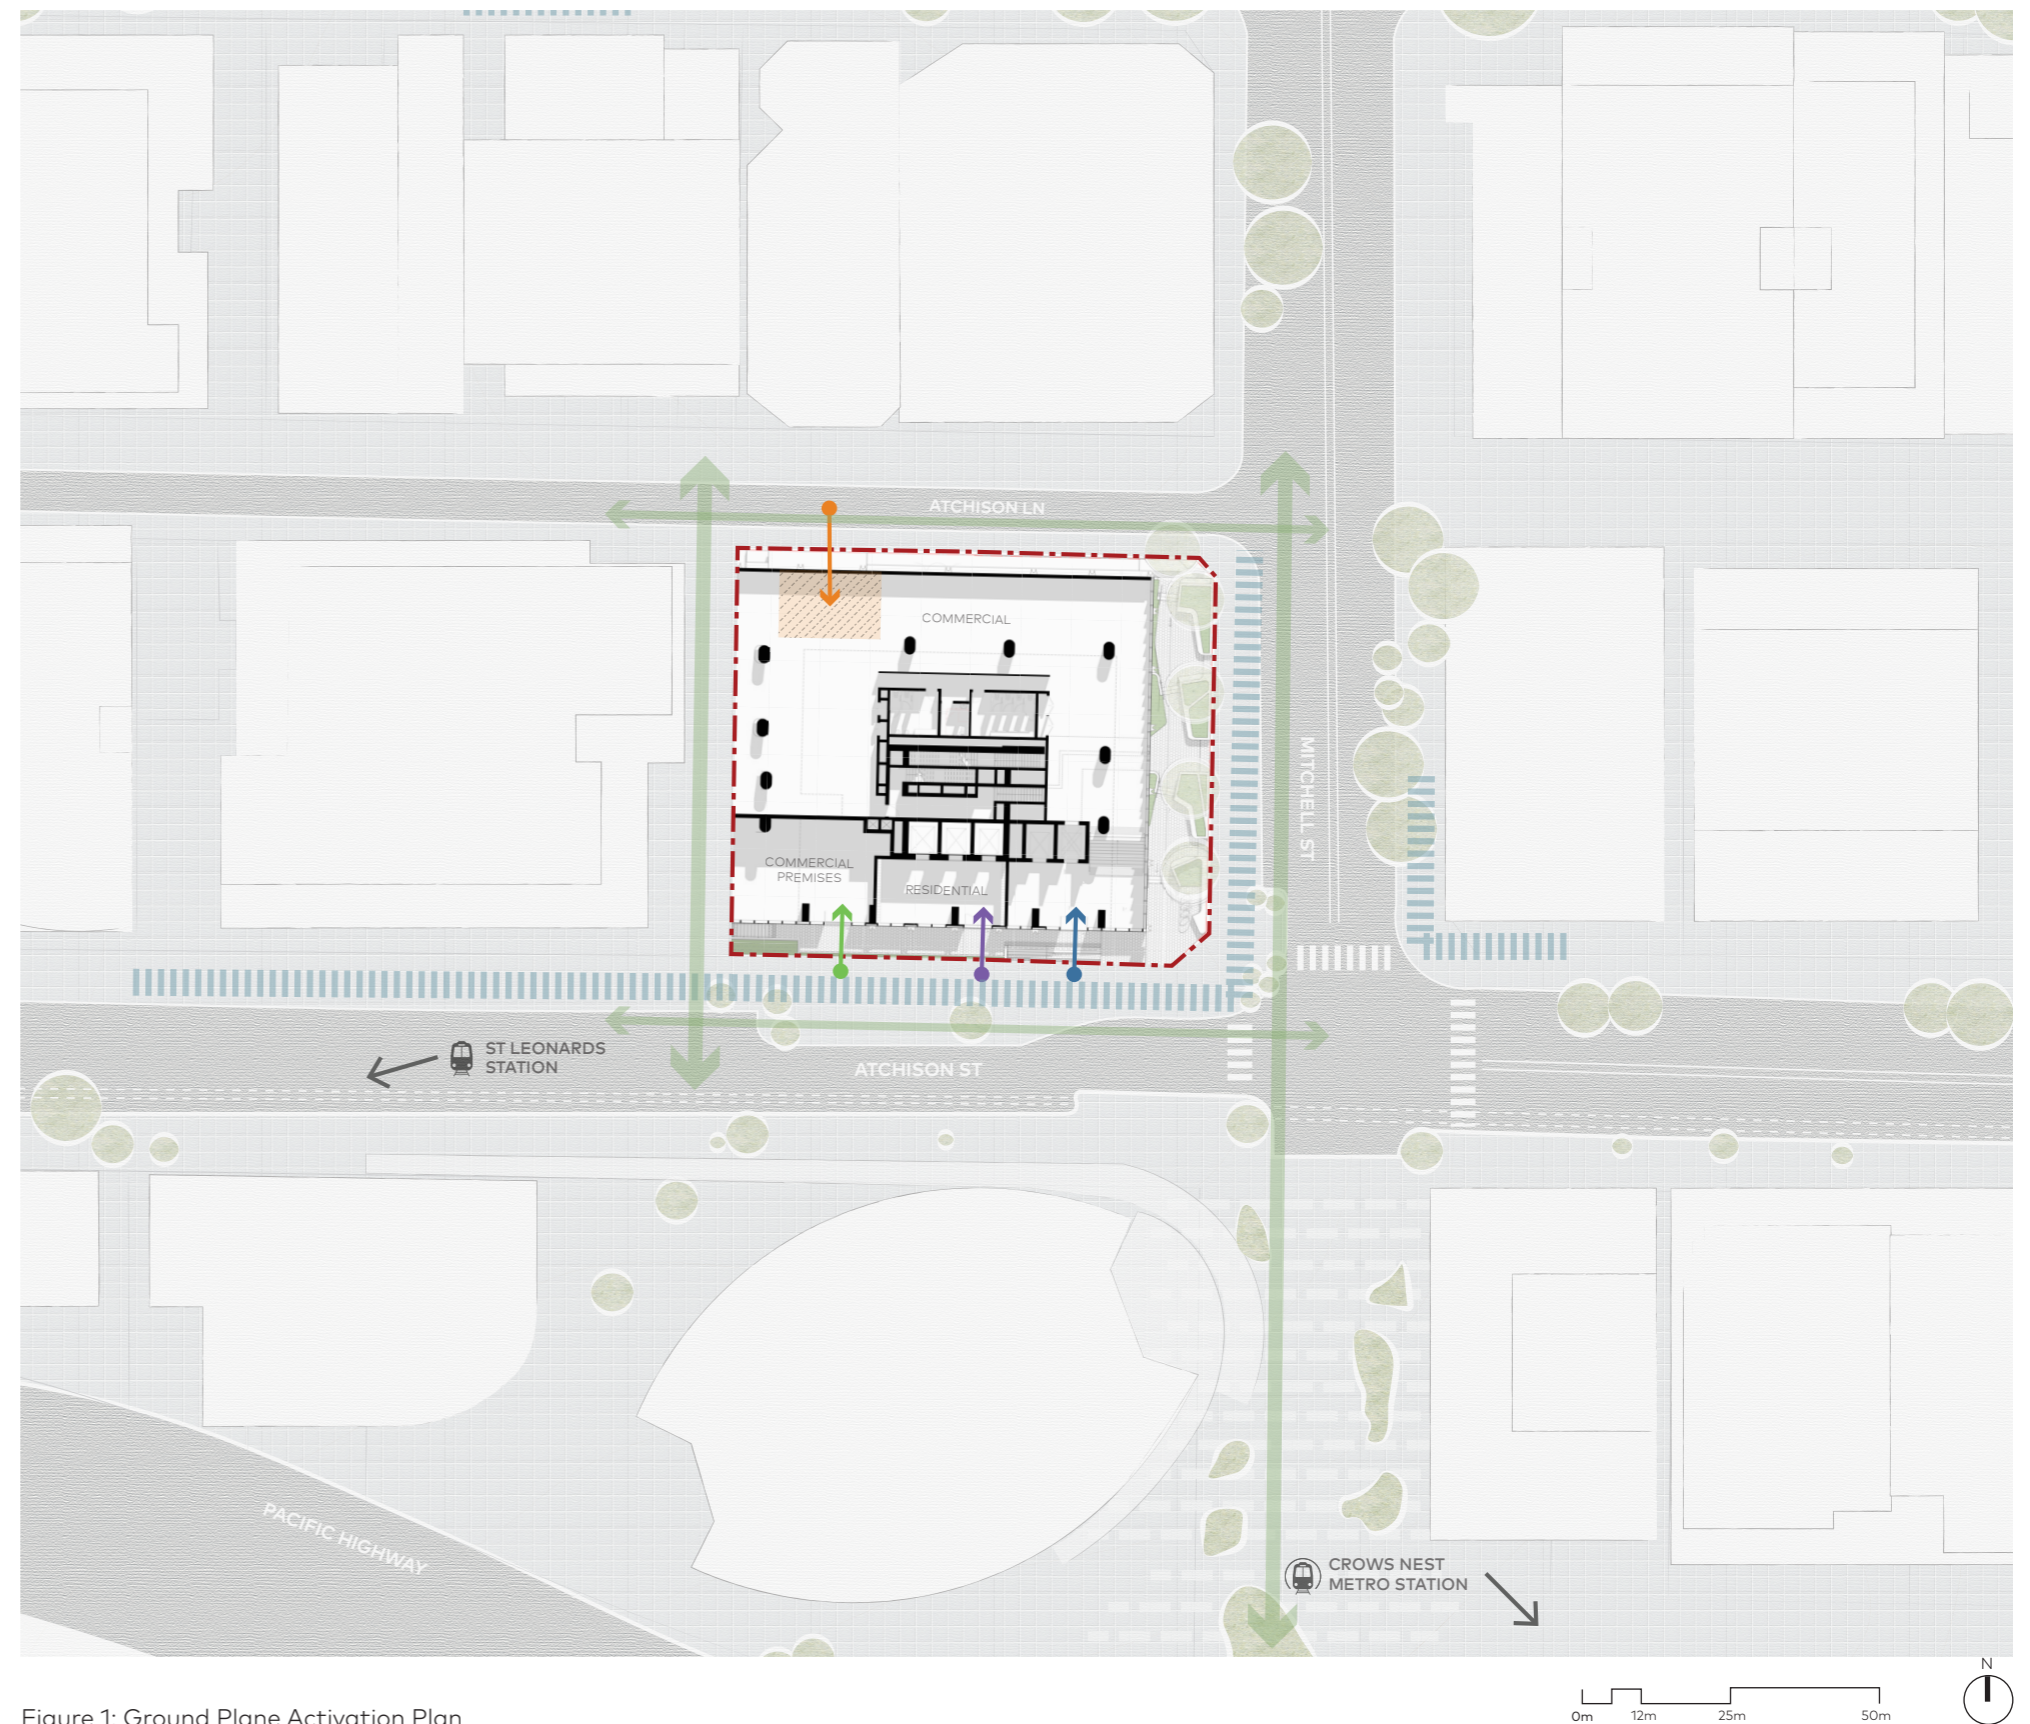 ATCHISON LN
COMMERCIAL
MITCHELL ST
COMMERCIAL
PREMISES
RESIDENTIAL
ST LEONARDS
STATION
ATCHISON ST
PACIFIC HIGHWAY
CROWS NEST
METRO STATION
N
0m 12m 25m 50m
Figure 1: Ground Plane Activation Plan